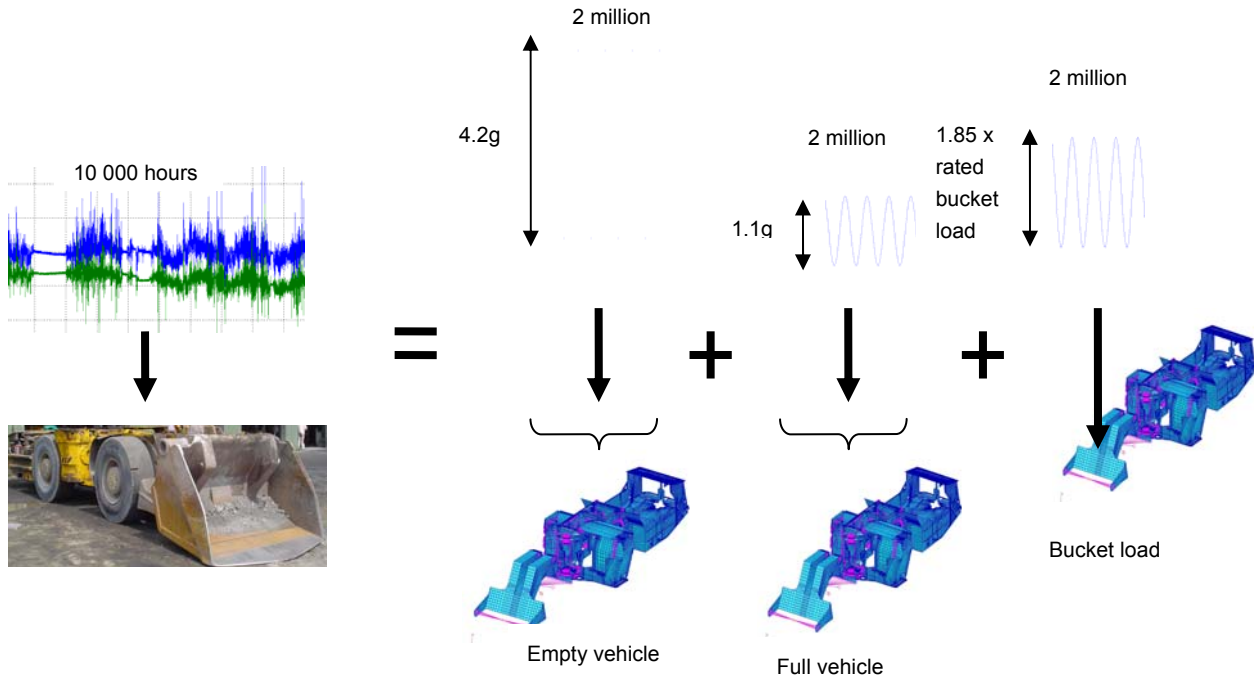 10 000 hours
=
2 million
4.2g
+
2 million
1.1g
+
2 million
1.85 x
rated
bucket
load
Empty vehicle
Full vehicle
Bucket load